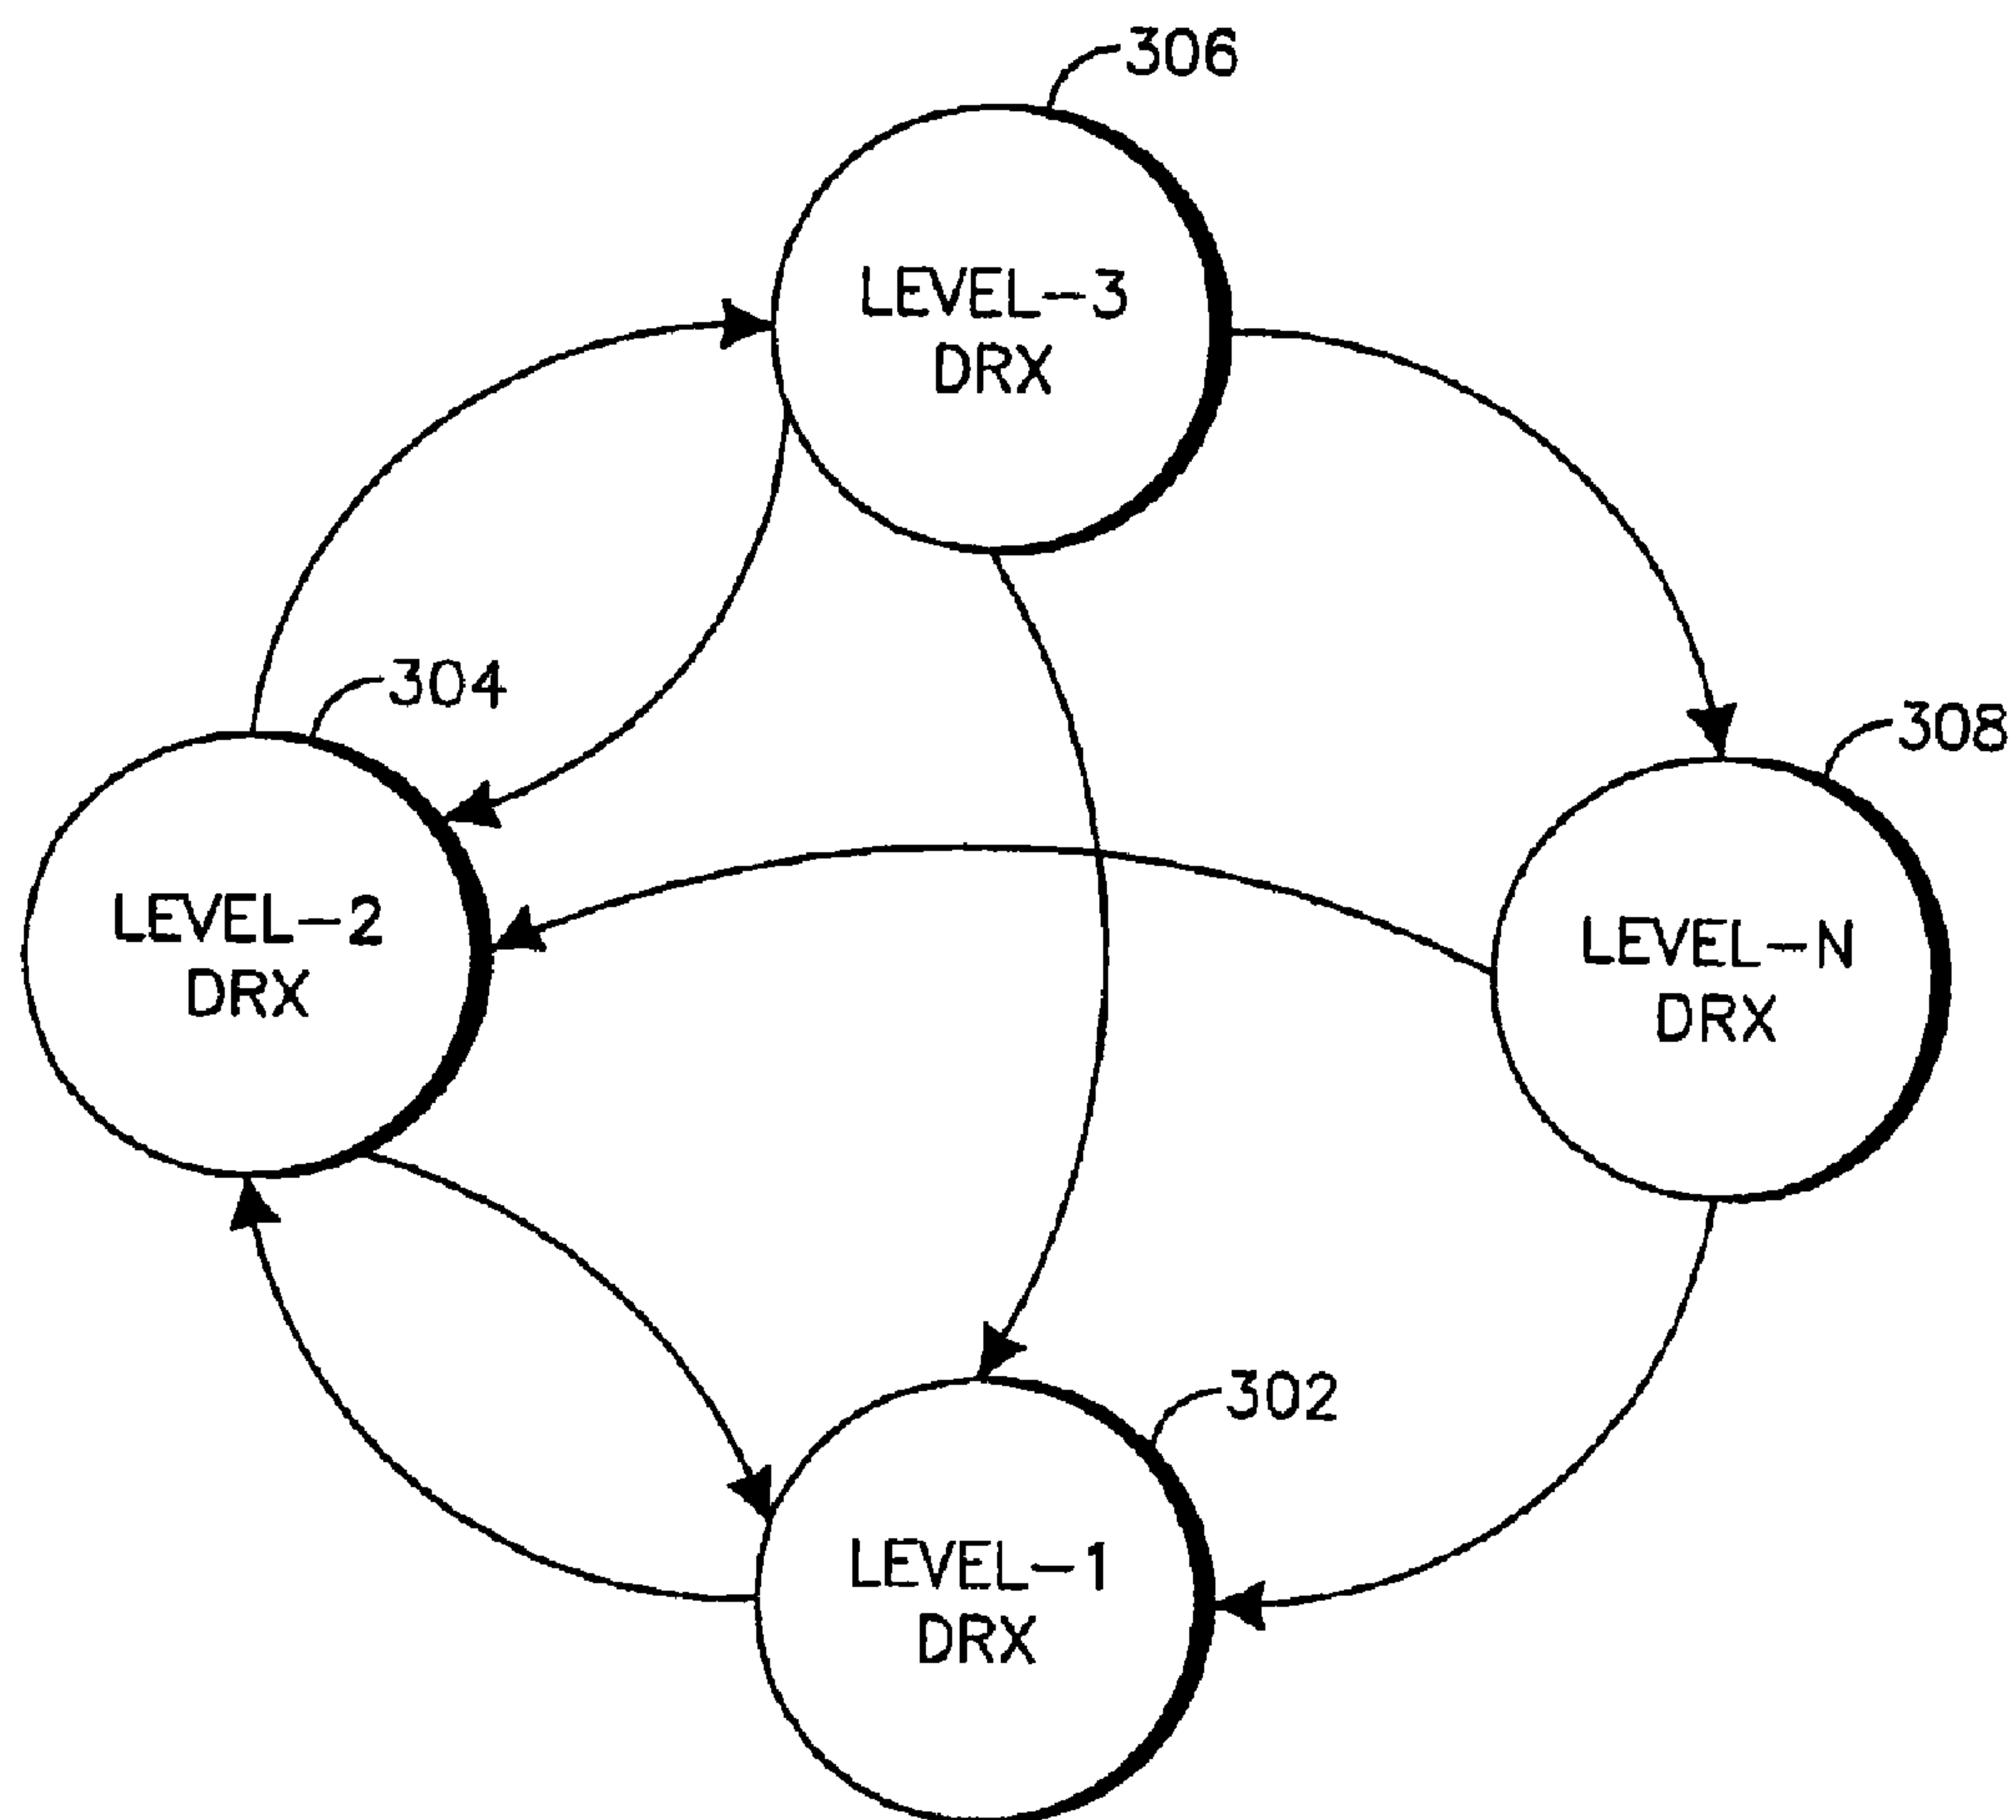 306
LEVEL-3
DRX
304
308
LEVEL-2
DRX
LEVEL-N
DRX
302
LEVEL-1
DRX